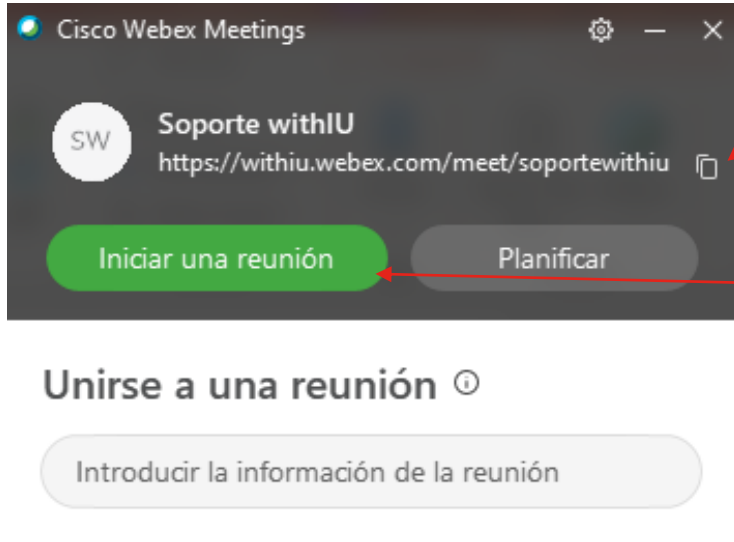 Cisco Webex Meetings
SW
Soporte withIU
https://withiu.webex.com/meet/soportewithiu
Iniciar una reunión
Planificar
Unirse a una reunión
Introducir la información de la reunión